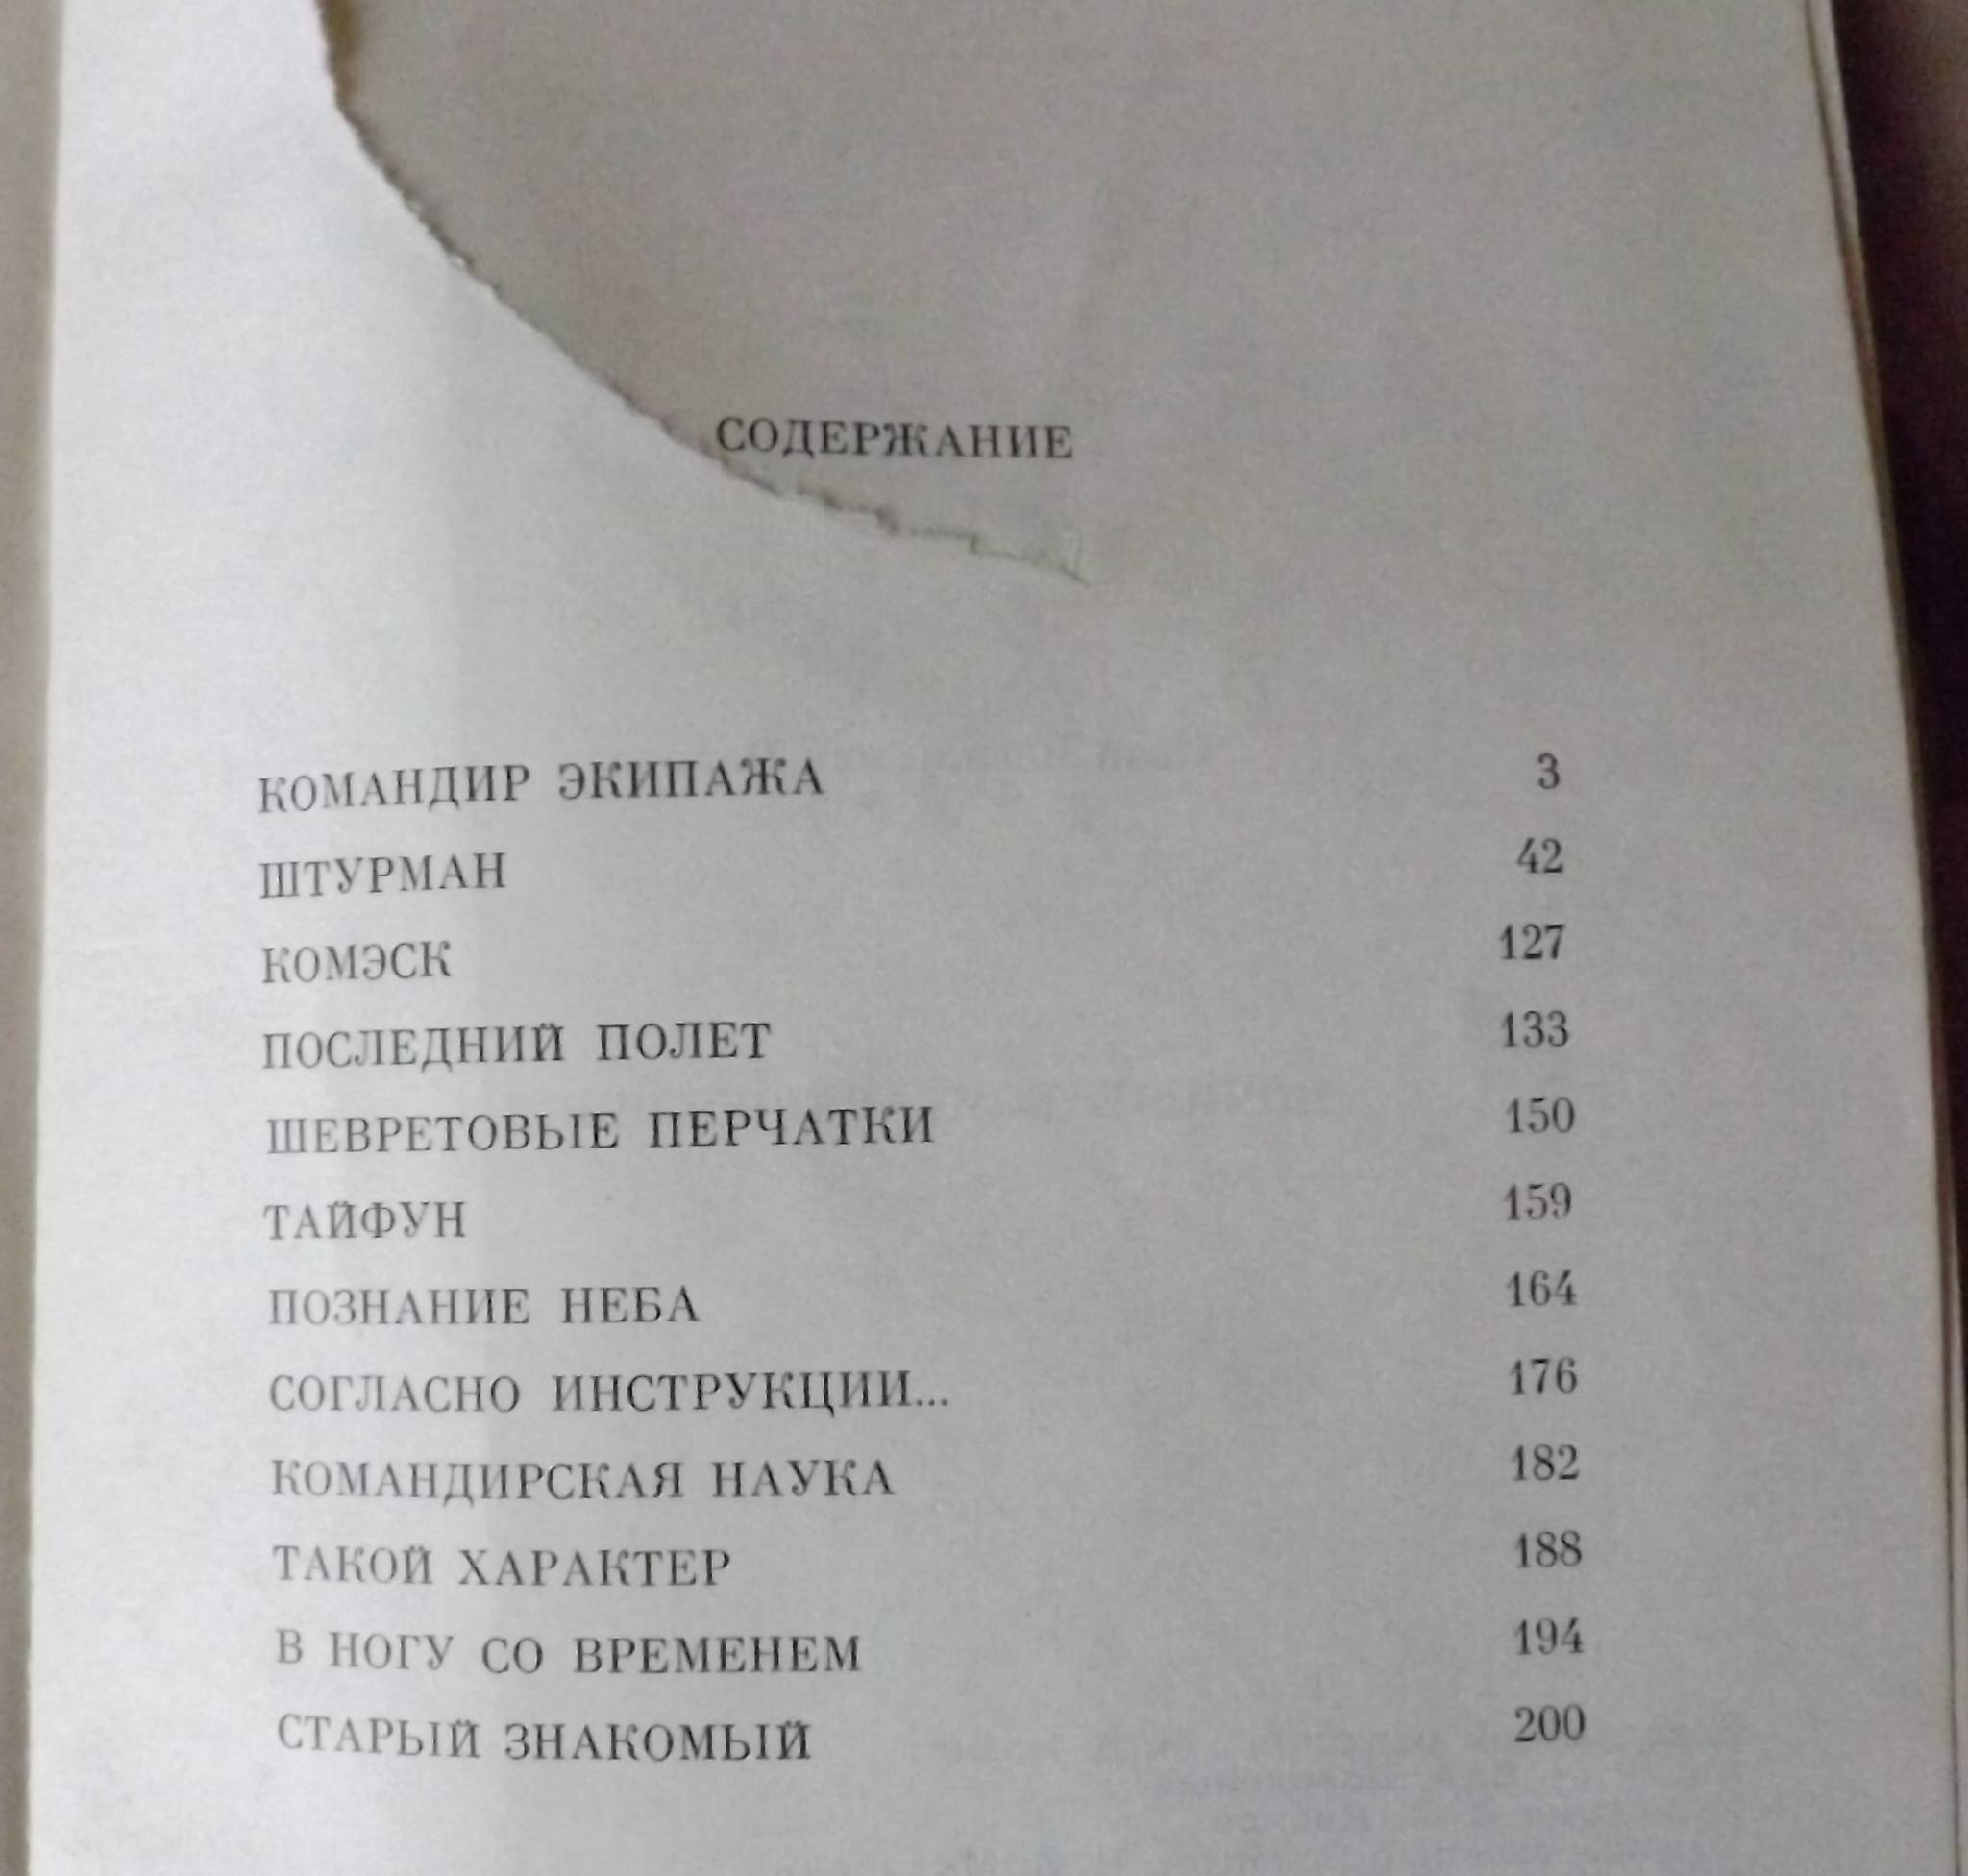 СОДЕРЖАНИЕ
КОМАНДИР ЭКИПАЖА 3
ШТУРМАН 42
КОМЭСК 127
ПОСЛЕДНИЙ ПОЛЕТ 133
ШЕВРЕТОВЫЕ ПЕРЧАТКИ 150
ТАЙФУН 159
ПОЗНАНИЕ НЕБА 164
СОГЛАСНО ИНСТРУКЦИИ... 176
КОМАНДИРСКАЯ НАУКА 182
ТАКОЙ ХАРАКТЕР 188
В НОГУ СО ВРЕМЕНЕМ 194
СТАРЫЙ ЗНАКОМЫЙ 200